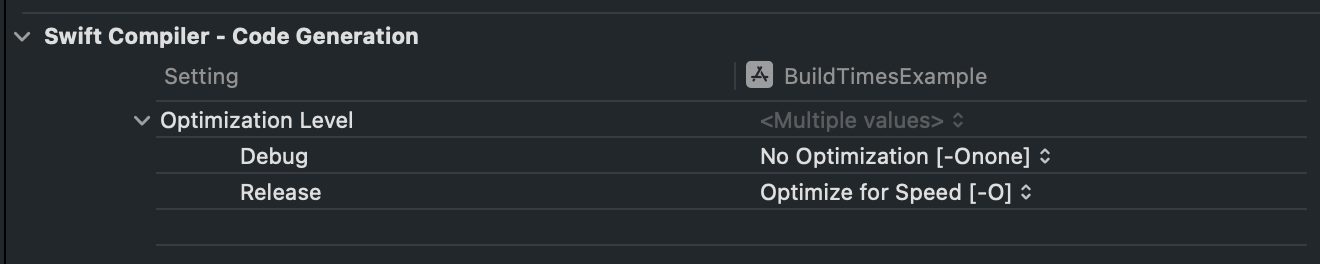 Swift Compiler - Code Generation
Setting BuildTimesExample
Optimization Level <Multiple values>
Debug No Optimization [-Onone]
Release Optimize for Speed [-O]